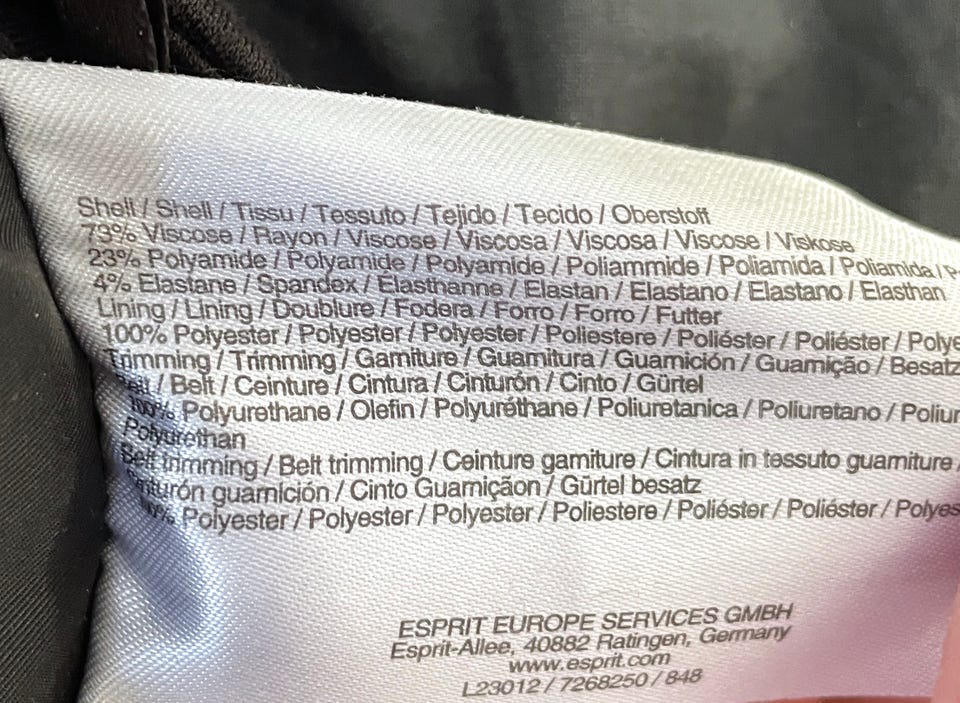 Shell / Shell / Tissu / Tessuto / Tejido / Tecido / Oberstoff
73% Viscose / Rayon / Viscose / Viscosa / Viscosa / Viscose / Viskose
23% Polyamide / Polyamide / Polyamide / Poliammide / Poliamida / Poliamida /
4% Elastane / Spandex / Elasthanne / Elastan / Elastano / Elastano / Elasthan
Lining / Lining / Doublure / Fodera / Forro / Forro / Futter
100% Polyester / Polyester / Polyester / Poliestere / Poliéster / Poliéster / Polye
Trimming / Trimming / Garniture / Guarnitura / Guarnición / Guarnição / Besatz
Belt / Belt / Ceinture / Cintura / Cinturón / Cinto / Gürtel
100% Polyurethane / Olefin / Polyuréthane / Poliuretanica / Poliuretano / Poliur
Polyurethan
Belt trimming / Belt trimming / Ceinture garniture / Cintura in tessuto guarniture /
Cinturón guarnición / Cinto Guarniçãon / Gürtel besatz
100% Polyester / Polyester / Polyester / Poliestere / Poliéster / Poliéster / Polyes
ESPRIT EUROPE SERVICES GMBH
Esprit-Allee, 40882 Ratingen, Germany
www.esprit.com
L23012 / 7268250 / 848